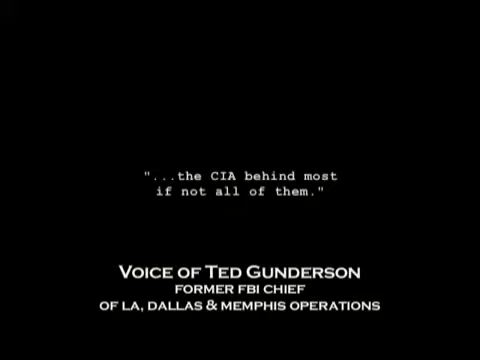 "...the CIA behind most
if not all of them."
Voice of Ted Gunderson
former FBI chief
of LA, Dallas & Memphis operations